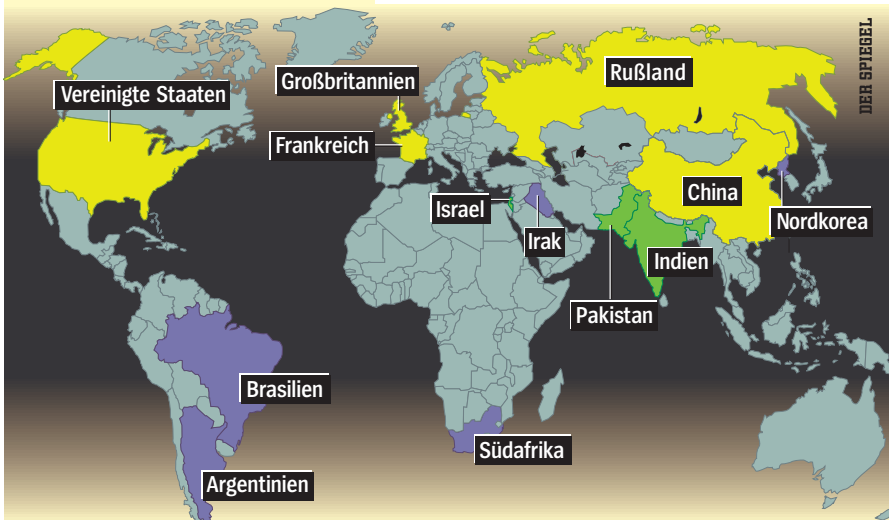 DER SPIEGEL
Großbritannien
Rußland
Vereinigte Staaten
Frankreich
China
Israel
Nordkorea
Irak
Indien
Pakistan
Brasilien
Südafrika
Argentinien